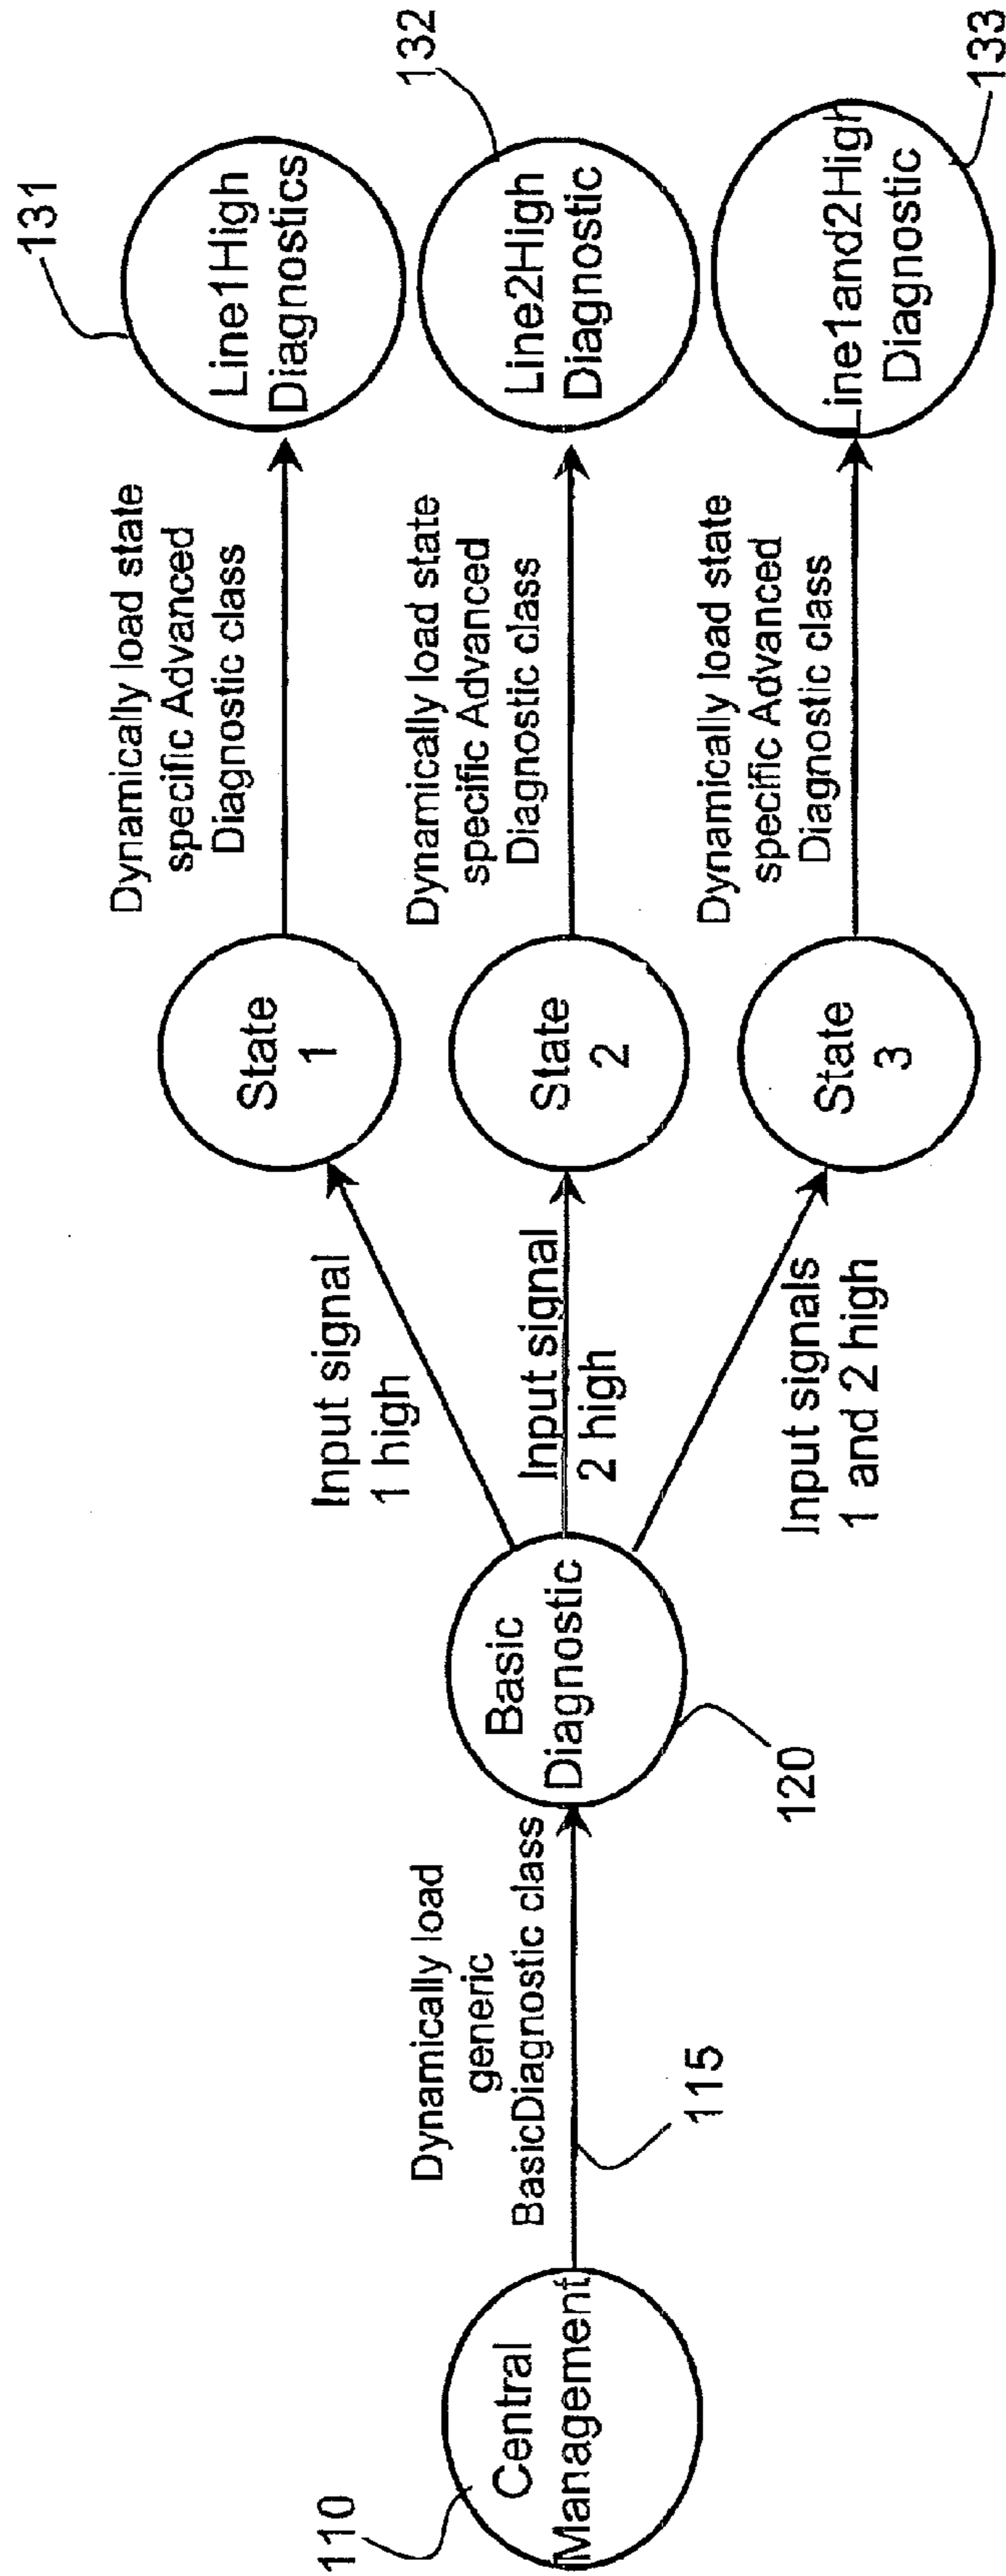 110
Central
Management
115
Dynamically load
generic
BasicDiagnostic class
Basic
Diagnostic
120
Input signal
1 high
Input signal
2 high
Input signals
1 and 2 high
State
1
State
2
State
3
Dynamically load state
specific Advanced
Diagnostic class
Dynamically load state
specific Advanced
Diagnostic class
Dynamically load state
specific Advanced
Diagnostic class
131
Line1High
Diagnostics
132
Line2High
Diagnostic
133
Line1and2High
Diagnostic